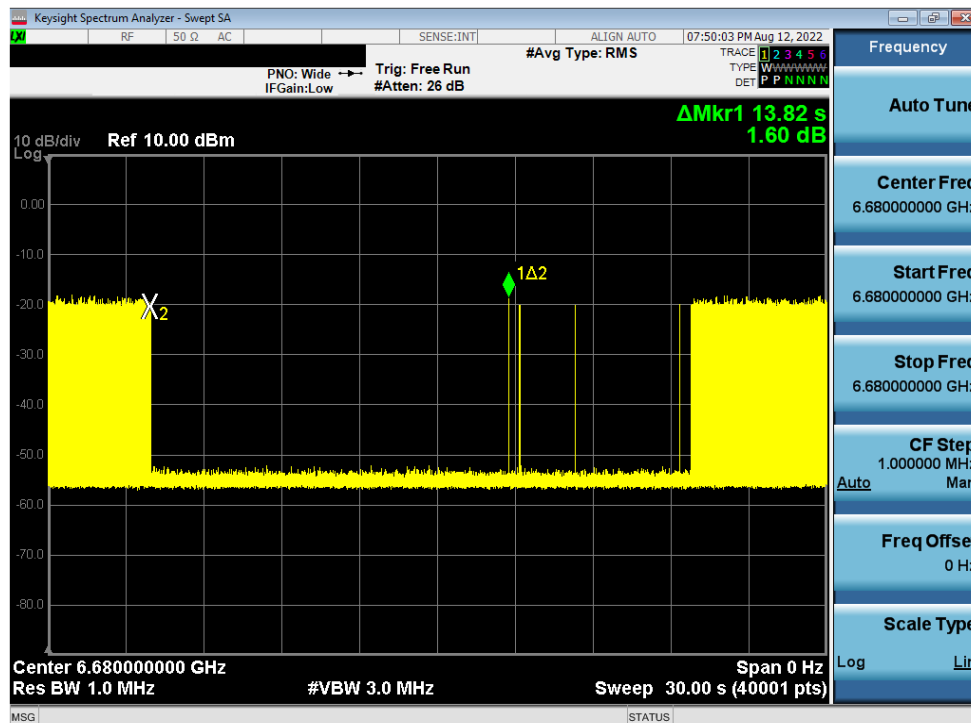 Keysight Spectrum Analyzer - Swept SA
LXI
RF 50 Ω AC SENSE:INT ALIGN AUTO 07:50:03 PM Aug 12, 2022
#Avg Type: RMS
TRACE 1 2 3 4 5 6
TYPE WWWWWW
DET P P N N N N
PNO: Wide
IFGain:Low
Trig: Free Run
#Atten: 26 dB
ΔMkr1 13.82 s
1.60 dB
10 dB/div
Log
Ref 10.00 dBm
0.00
-10.0
-20.0
-30.0
-40.0
-50.0
-60.0
-70.0
-80.0
1Δ2
2
Center 6.680000000 GHz
Span 0 Hz
Res BW 1.0 MHz
#VBW 3.0 MHz
Sweep 30.00 s (40001 pts)
MSG
STATUS
Frequency
Auto Tune
Center Freq
6.680000000 GHz
Start Freq
6.680000000 GHz
Stop Freq
6.680000000 GHz
CF Step
1.000000 MHz
Auto Man
Freq Offset
0 Hz
Scale Type
Log Lin